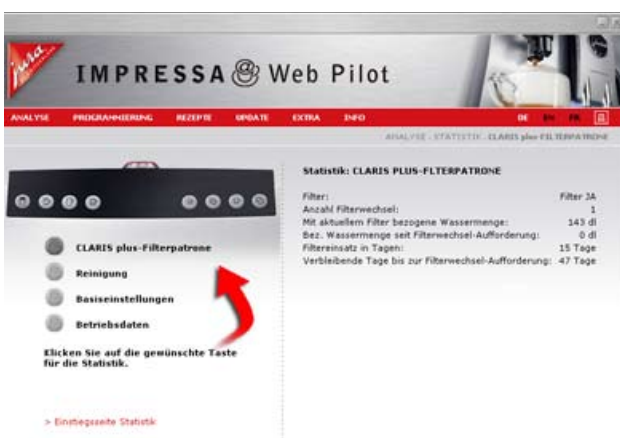 jura
IMPRESSA @ Web Pilot
ANALYSE PROGRAMMIERUNG REZEPTE UPDATE EXTRA INFO DE EN FR
ANALYSE - STATISTIK - CLARIS plus-FILTERPATRONE
Statistik: CLARIS PLUS-FLTERPATRONE
Filter: Filter JA
Anzahl Filterwechsel: 1
Mit aktuellem Filter bezogene Wassermenge: 143 dl
Bez. Wassermenge seit Filterwechsel-Aufforderung: 0 dl
Filtereinsatz in Tagen: 15 Tage
Verbleibende Tage bis zur Filterwechsel-Aufforderung: 47 Tage
CLARIS plus-Filterpatrone
Reinigung
Basiseinstellungen
Betriebsdaten
Klicken Sie auf die gewünschte Taste
für die Statistik.
> Einstiegsseite Statistik